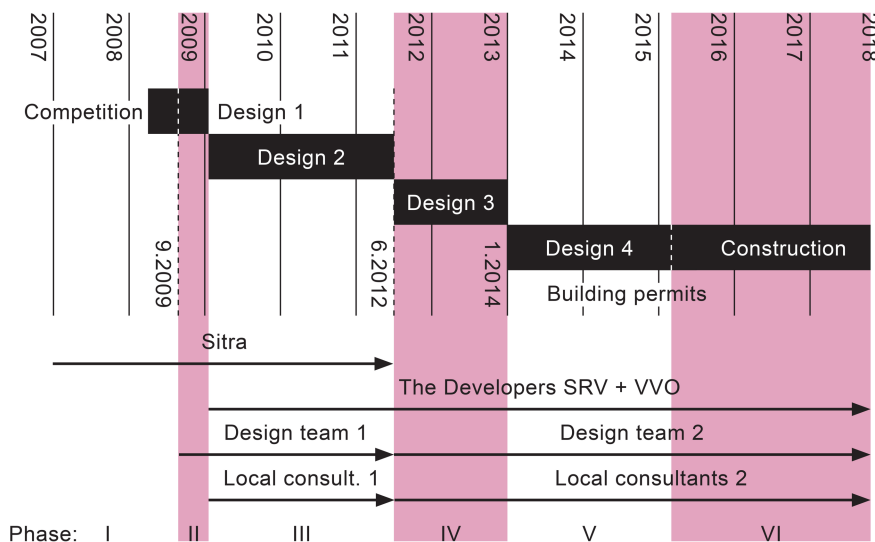 2007 2008 2009 2010 2011 2012 2013 2014 2015 2016 2017 2018
Competition Design 1
Design 2
Design 3
9.2009 6.2012 1.2014 Design 4 Construction
Building permits
Sitra
The Developers SRV + VVO
Design team 1 Design team 2
Local consult. 1 Local consultants 2
Phase: I II III IV V VI